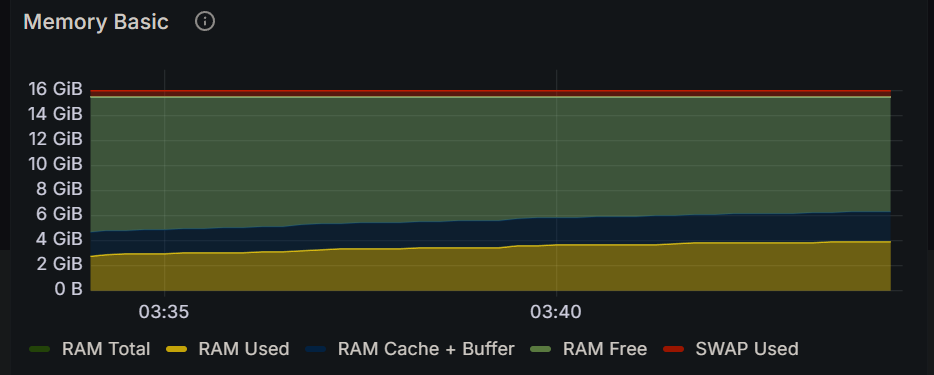 Memory Basic
16 GiB
14 GiB
12 GiB
10 GiB
8 GiB
6 GiB
4 GiB
2 GiB
0 B
03:35 03:40
RAM Total RAM Used RAM Cache + Buffer RAM Free SWAP Used